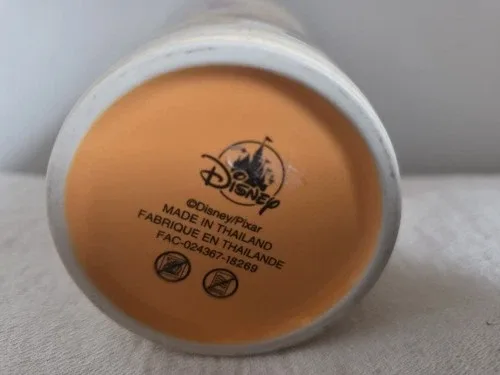 Disney
©Disney/Pixar
MADE IN THAILAND
FABRIQUE EN THAILANDE
FAC-024367-18269